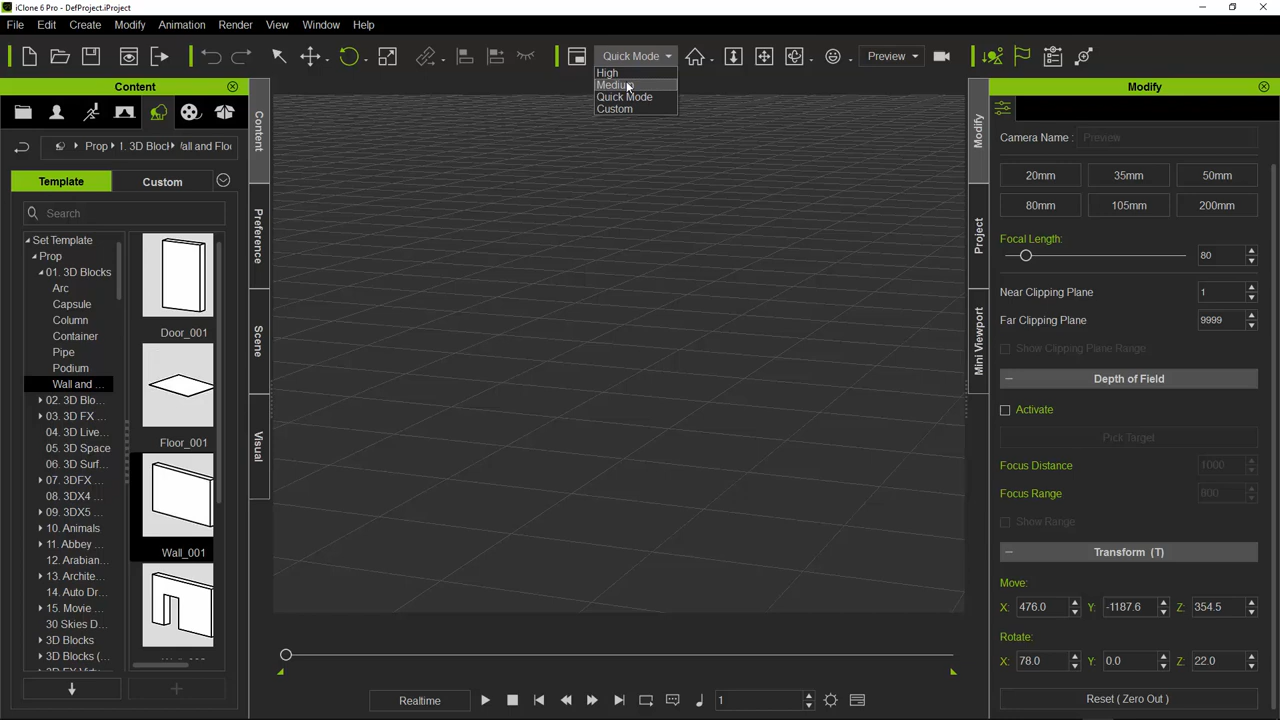 iClone 6 Pro - DefProject.iProject
File Edit Create Modify Animation Render View Window Help
Quick Mode
Preview
High
Medium
Quick Mode
Custom
Content
Prop 1. 3D Block
Template Custom
Search
Set Template
Prop
01. 3D Blocks
Arc
Capsule
Column
Container
Pipe
Podium
Wall and ...
02. 3D Blo...
03. 3D FX ...
04. 3D Live...
05. 3D Space
06. 3D Surf...
07. 3DFX ...
08. 3DX4 ...
09. 3DX5 ...
10. Animals
11. Abbey ...
12. Arabian...
13. Archite...
14. Auto Dr...
15. Movie ...
30 Skies D...
3D Blocks
3D Blocks (...
Door_001
Floor_001
Wall_001
Content
Preference
Scene
Visual
Modify
Project
Mini Viewport
Modify
Camera Name : Preview
20mm 35mm 50mm
80mm 105mm 200mm
Focal Length:
80
Near Clipping Plane 1
Far Clipping Plane 9999
Show Clipping Plane Range
Depth of Field
Activate
Pick Target
Focus Distance 1000
Focus Range 600
Show Range
Transform (T)
Move:
X: 476.0 Y: -1187.6 Z: 354.5
Rotate:
X: 78.0 Y: 0.0 Z: 22.0
Reset ( Zero Out )
Realtime 1